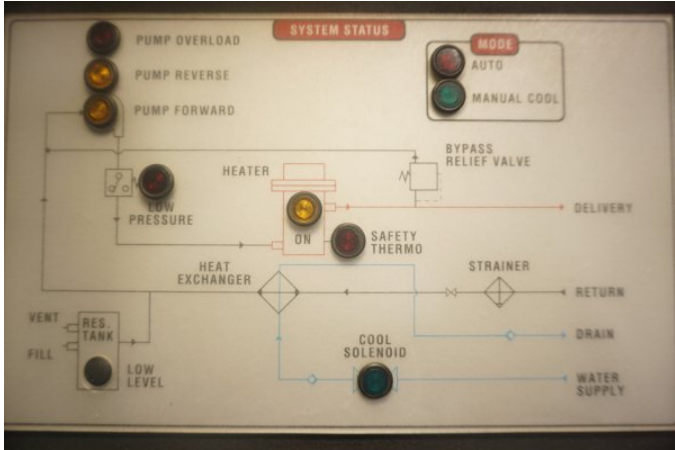 SYSTEM STATUS
PUMP OVERLOAD
PUMP REVERSE
PUMP FORWARD
MODE
AUTO
MANUAL COOL
BYPASS
RELIEF VALVE
HEATER
LOW
PRESSURE
ON
DELIVERY
SAFETY
THERMO
HEAT
EXCHANGER
STRAINER
RETURN
VENT
RES.
TANK
FILL
LOW
LEVEL
COOL
SOLENOID
DRAIN
WATER
SUPPLY